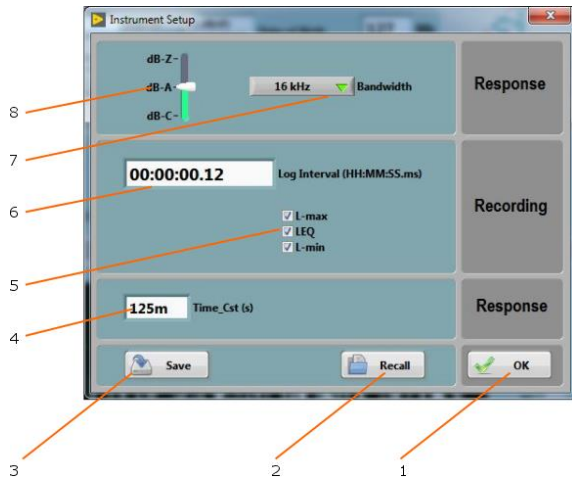 Instrument Setup
dB-Z-
8 dB-A- 16 kHz Bandwidth Response
dB-C-
7
00:00:00.12 Log Interval (HH:MM:SS.ms)
6 Recording
L-max
5 LEQ
L-min
125m Time_Cst (s) Response
4
Save Recall OK
3 2 1